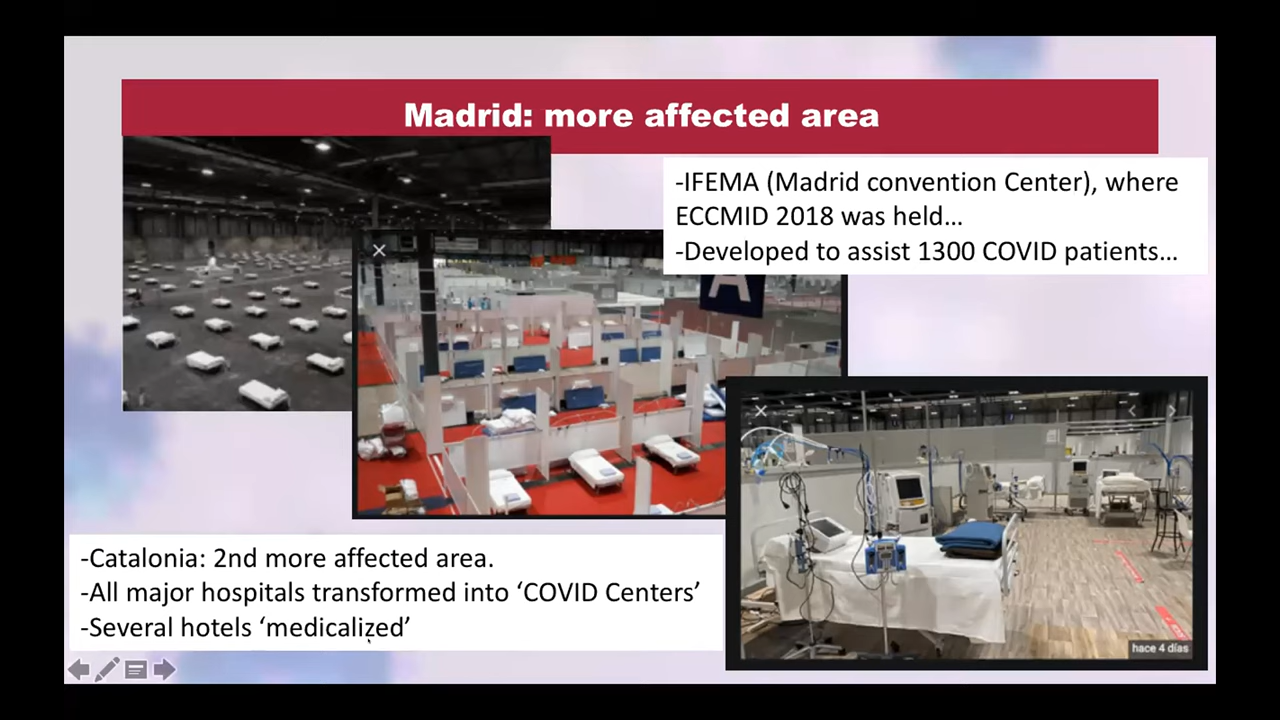 Madrid: more affected area
-IFEMA (Madrid convention Center), where
ECCMID 2018 was held…
-Developed to assist 1300 COVID patients…
A
-Catalonia: 2nd more affected area.
-All major hospitals transformed into ‘COVID Centers’
-Several hotels ‘medicalized’
hace 4 días